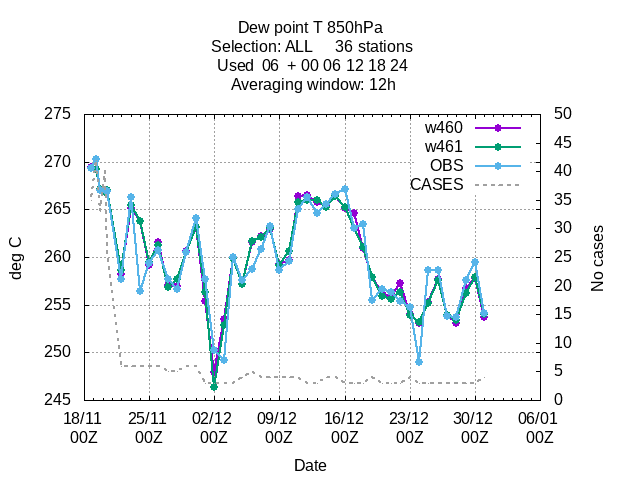 Dew point T 850hPa
Selection: ALL 36 stations
Used 06 + 00 06 12 18 24
Averaging window: 12h
275
270
265
260
255
250
245
deg C
50
45
40
35
30
25
20
15
10
5
0
No cases
w460
w461
OBS
CASES
18/11 25/11 02/12 09/12 16/12 23/12 30/12 06/01
00Z 00Z 00Z 00Z 00Z 00Z 00Z 00Z
Date